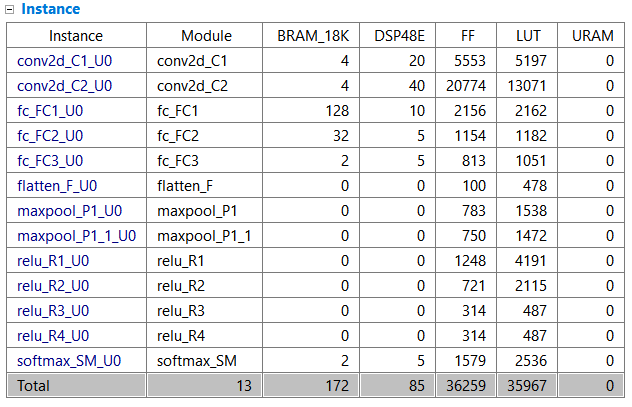 Instance
Instance Module BRAM_18K DSP48E FF LUT URAM
conv2d_C1_U0 conv2d_C1 4 20 5553 5197 0
conv2d_C2_U0 conv2d_C2 4 40 20774 13071 0
fc_FC1_U0 fc_FC1 128 10 2156 2162 0
fc_FC2_U0 fc_FC2 32 5 1154 1182 0
fc_FC3_U0 fc_FC3 2 5 813 1051 0
flatten_F_U0 flatten_F 0 0 100 478 0
maxpool_P1_U0 maxpool_P1 0 0 783 1538 0
maxpool_P1_1_U0 maxpool_P1_1 0 0 750 1472 0
relu_R1_U0 relu_R1 0 0 1248 4191 0
relu_R2_U0 relu_R2 0 0 721 2115 0
relu_R3_U0 relu_R3 0 0 314 487 0
relu_R4_U0 relu_R4 0 0 314 487 0
softmax_SM_U0 softmax_SM 2 5 1579 2536 0
Total 13 172 85 36259 35967 0